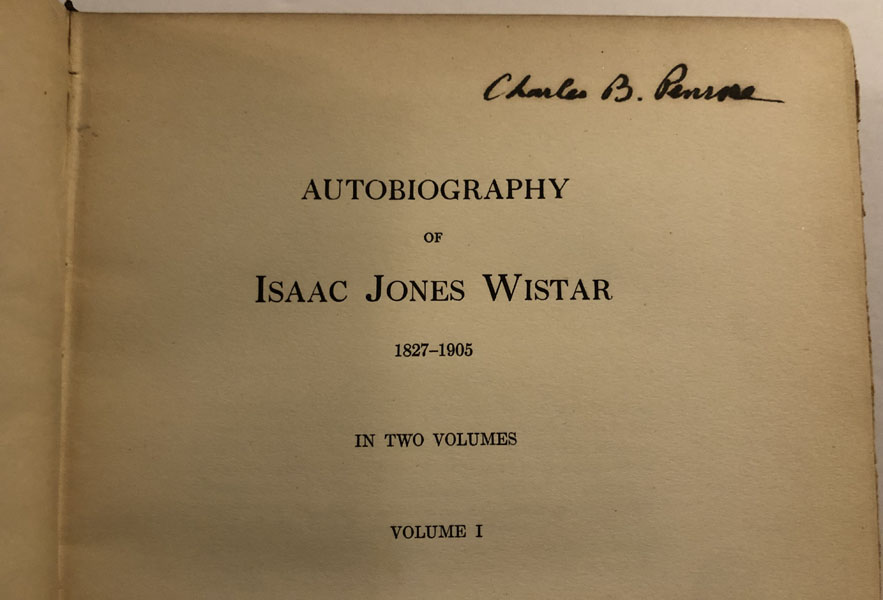 Charles B. Penrose
AUTOBIOGRAPHY
OF
ISAAC JONES WISTAR
1827–1905
IN TWO VOLUMES
VOLUME I